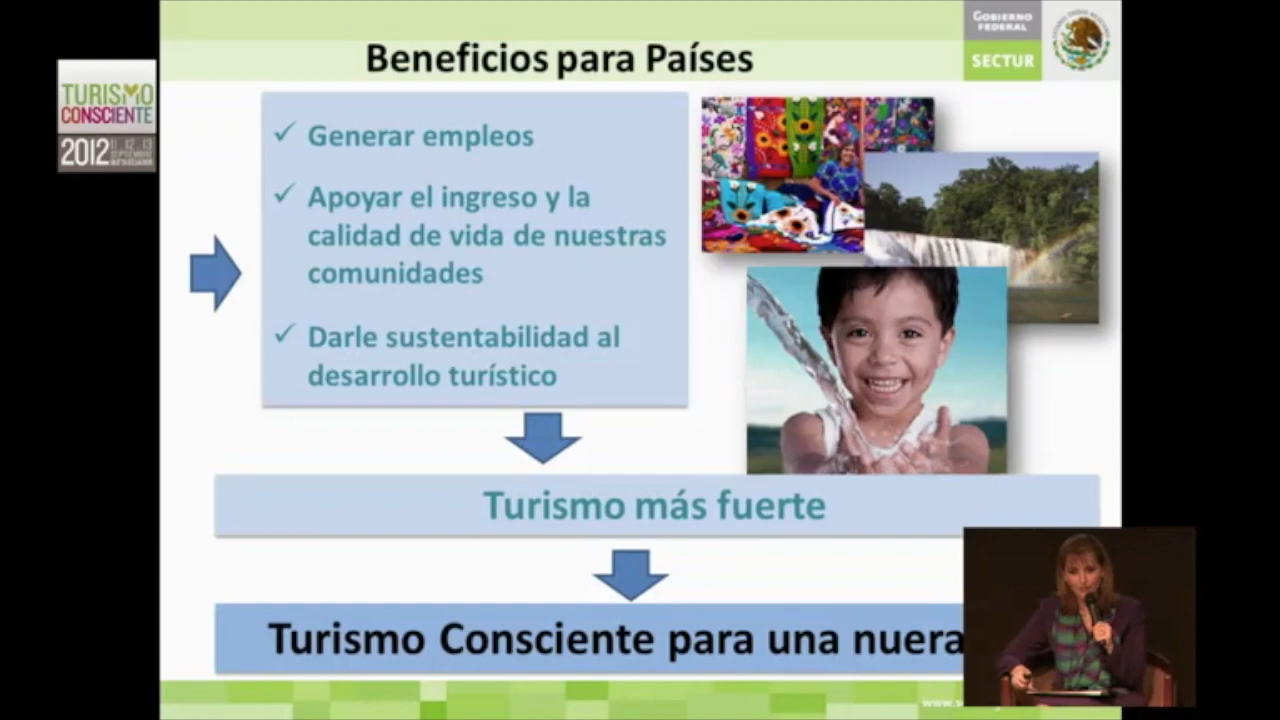 Beneficios para Países
GOBIERNO
FEDERAL
SECTUR
TURISMO
CONSCIENTE
2012
✓ Generar empleos
✓ Apoyar el ingreso y la
calidad de vida de nuestras
comunidades
✓ Darle sustentabilidad al
desarrollo turístico
Turismo más fuerte
Turismo Consciente para una nuera